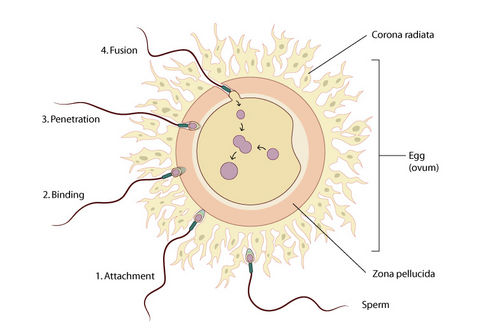 4. Fusion
Corona radiata
3. Penetration
Egg
(ovum)
2. Binding
1. Attachment
Zona pellucida
Sperm